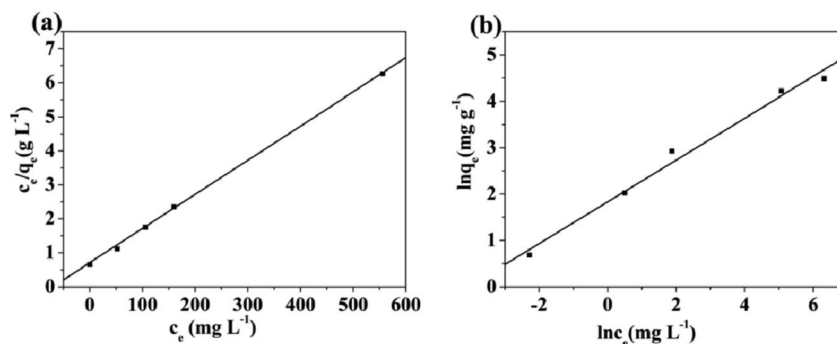 (a)
7
6
5
4
3
2
1
0
c_e/q_e(g L^-1)
0 100 200 300 400 500 600
c_e (mg L^-1)
(b)
5
4
3
2
1
0
lnq_e(mg g^-1)
-2 0 2 4 6
lnc_e(mg L^-1)